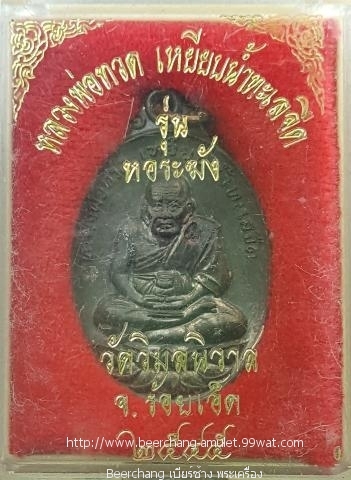 หลวงพ่อทวด เหยียบน้ำทะเลจืด
รุ่น
หอระฆัง
วัดวิมลนิวาส
จ. ร้อยเอ็ด
๒๕๔๕
http://www.beerchang-amulet.99wat.com/
Beerchang เบียร์ช้าง พระเครื่อง